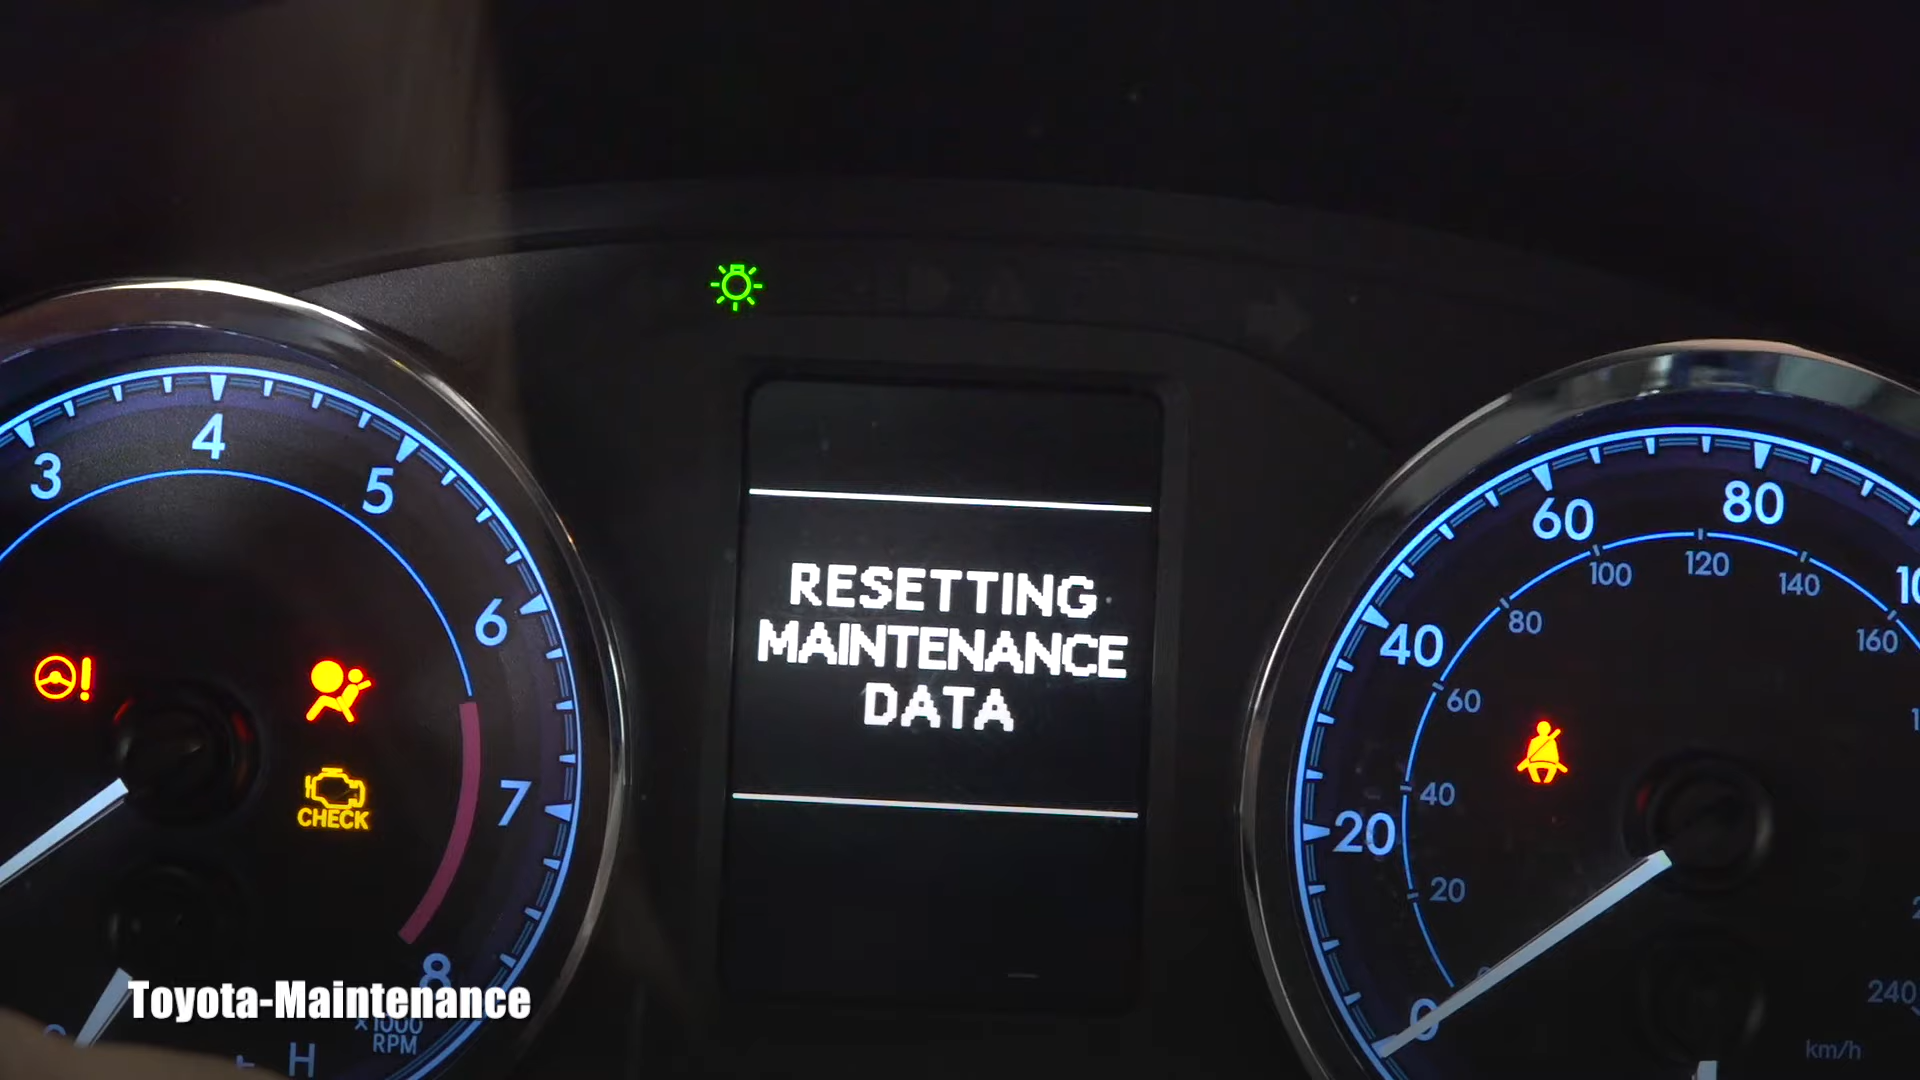 RESETTING
MAINTENANCE
DATA
3
4
5
6
7
8
x1000
RPM
CHECK
H
0
20
40
60
80
20
40
60
80
100
120
140
160
240
km/h
Toyota-Maintenance